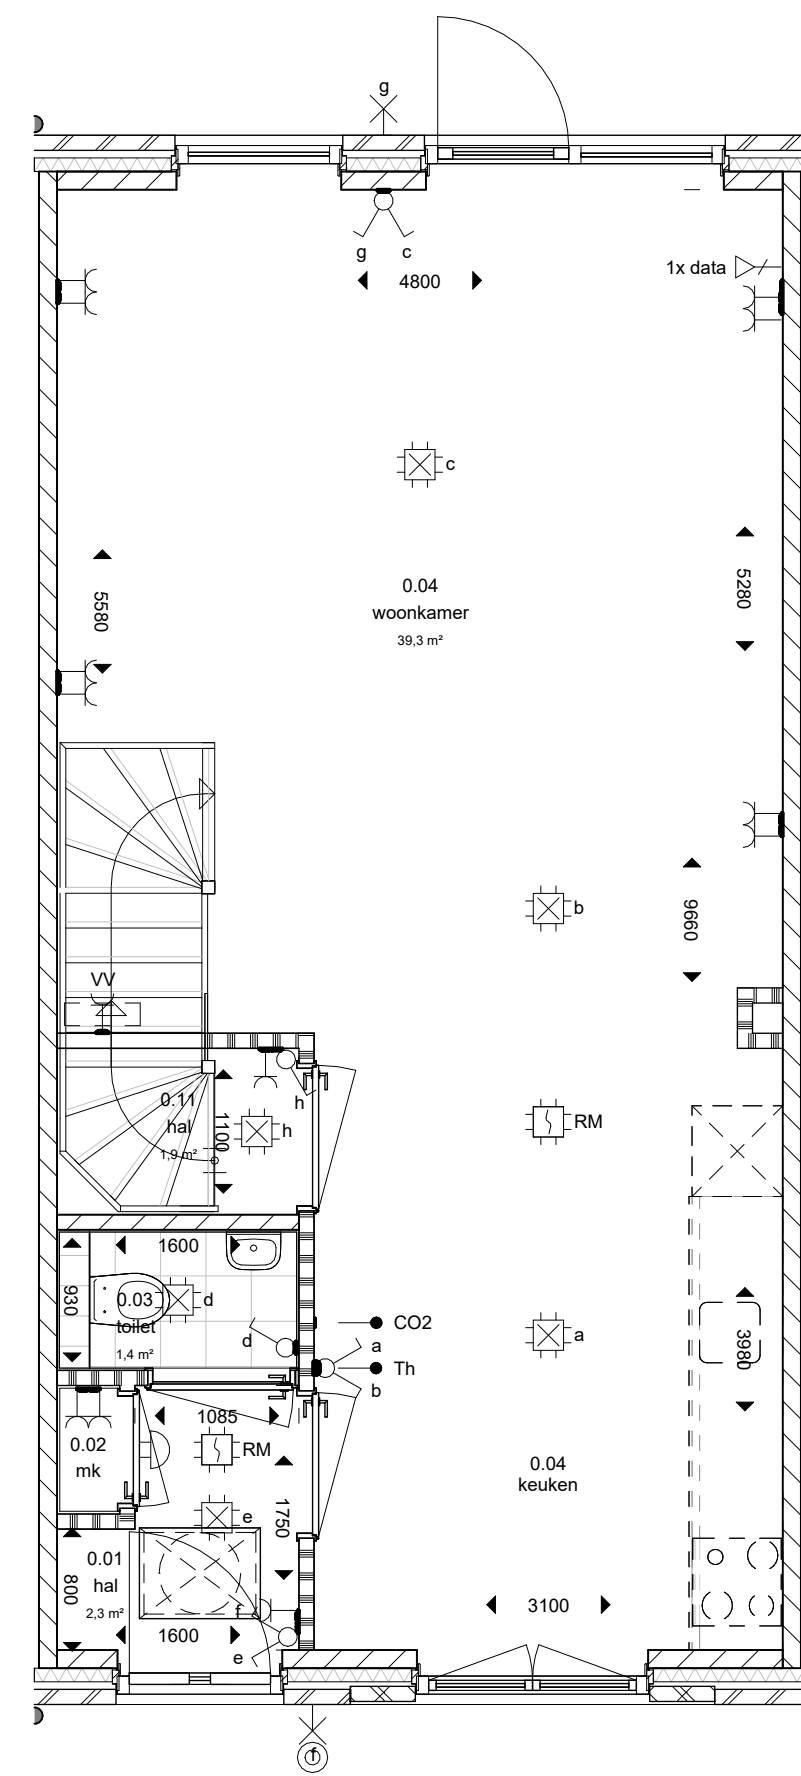 g
g
c
1x data
4800
c
0.04
woonkamer
39,3 m²
5580
5280
b
9660
VV
0.11
hal
1,9 m²
1100
h
h
RM
1600
930
0.03
toilet
1,4 m²
d
d
CO2
a
Th
b
a
3980
1085
0.02
mk
RM
0.04
keuken
e
1750
0.01
hal
2,3 m²
800
f
1600
e
3100
f